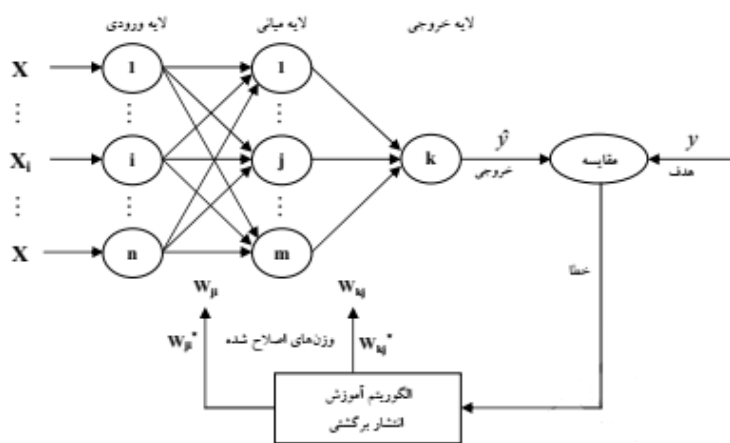 لایه ورودی
لایه میانی
لایه خروجی
X
1
1
⋮
⋮
⋮
Xi
i
j
k
ŷ
خروجی
مقایسه
y
هدف
⋮
⋮
⋮
X
n
m
خطا
wji
wkj
wji*
وزن‌های اصلاح شده
wkj*
الگوریتم آموزش
انتشار برگشتی